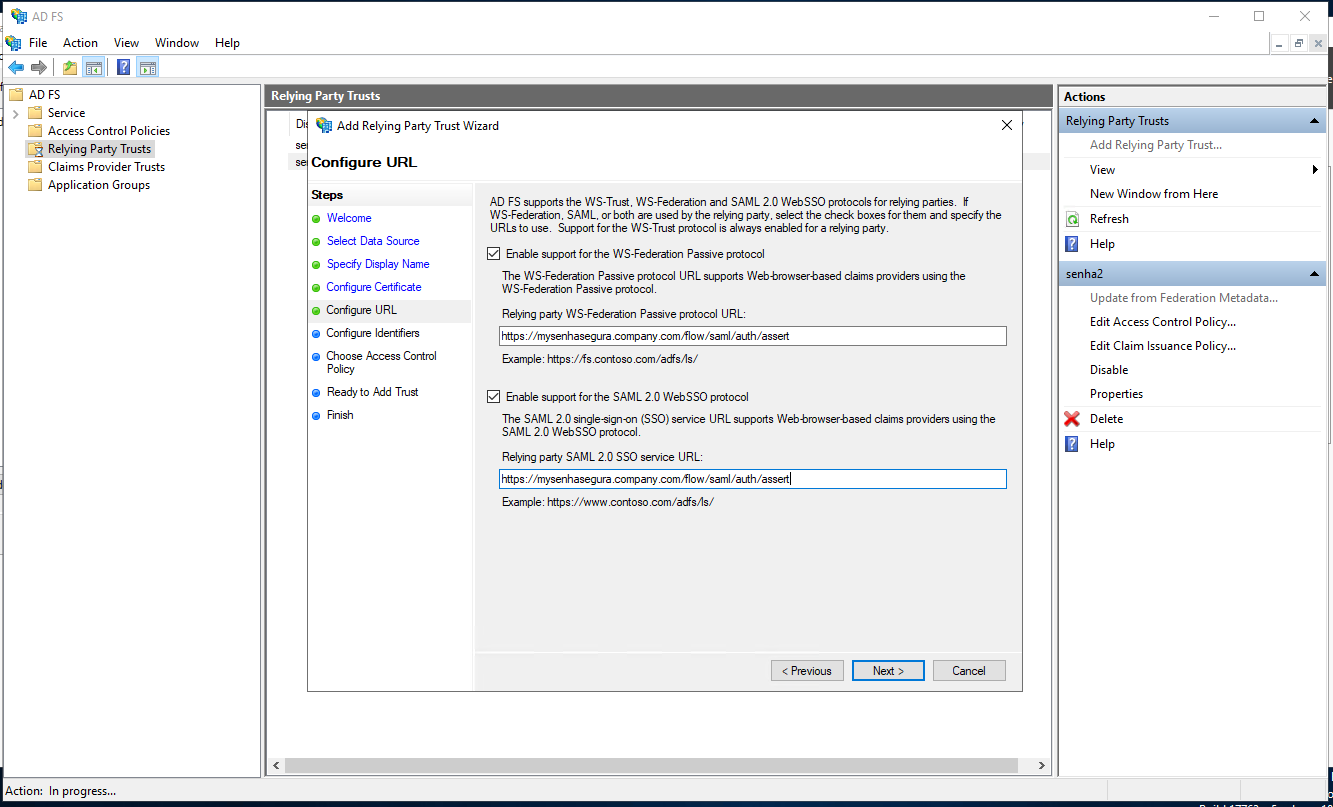 AD FS
File Action View Window Help
AD FS
Service
Access Control Policies
Relying Party Trusts
Claims Provider Trusts
Application Groups
Relying Party Trusts
Add Relying Party Trust Wizard
Configure URL
Steps
Welcome
Select Data Source
Specify Display Name
Configure Certificate
Configure URL
Configure Identifiers
Choose Access Control
Policy
Ready to Add Trust
Finish
AD FS supports the WS-Trust, WS-Federation and SAML 2.0 WebSSO protocols for relying parties. If
WS-Federation, SAML, or both are used by the relying party, select the check boxes for them and specify the
URLs to use. Support for the WS-Trust protocol is always enabled for a relying party.
Enable support for the WS-Federation Passive protocol
The WS-Federation Passive protocol URL supports Web-browser-based claims providers using the
WS-Federation Passive protocol.
Relying party WS-Federation Passive protocol URL:
https://mysenhasegura.company.com/flow/saml/auth/assert
Example: https://fs.contoso.com/adfs/ls/
Enable support for the SAML 2.0 WebSSO protocol
The SAML 2.0 single-sign-on (SSO) service URL supports Web-browser-based claims providers using the
SAML 2.0 WebSSO protocol.
Relying party SAML 2.0 SSO service URL:
https://mysenhasegura.company.com/flow/saml/auth/assert
Example: https://www.contoso.com/adfs/ls/
< Previous Next > Cancel
Actions
Relying Party Trusts
Add Relying Party Trust...
View
New Window from Here
Refresh
Help
senha2
Update from Federation Metadata...
Edit Access Control Policy...
Edit Claim Issuance Policy...
Disable
Properties
Delete
Help
Action: In progress...